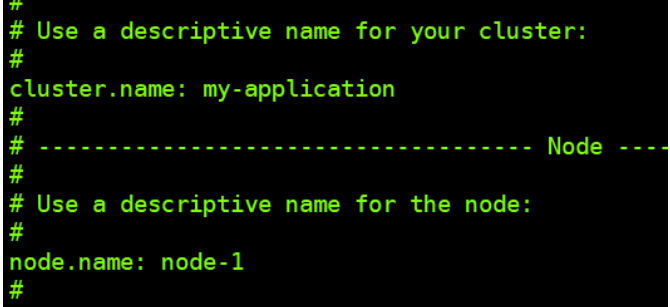 #
# Use a descriptive name for your cluster:
#
cluster.name: my-application
#
# ------------------------------------ Node ----
#
# Use a descriptive name for the node:
#
node.name: node-1
#